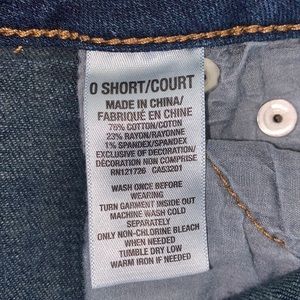 0 SHORT/COURT
MADE IN CHINA/
FABRIQUÉ EN CHINE
76% COTTON/COTON
23% RAYON/RAYONNE
1% SPANDEX/SPANDEX
EXCLUSIVE OF DECORATION/
DÉCORATION NON COMPRISE
RN121726 CA53201
WASH ONCE BEFORE
WEARING
TURN GARMENT INSIDE OUT
MACHINE WASH COLD
SEPARATELY
ONLY NON-CHLORINE BLEACH
WHEN NEEDED
TUMBLE DRY LOW
WARM IRON IF NEEDED